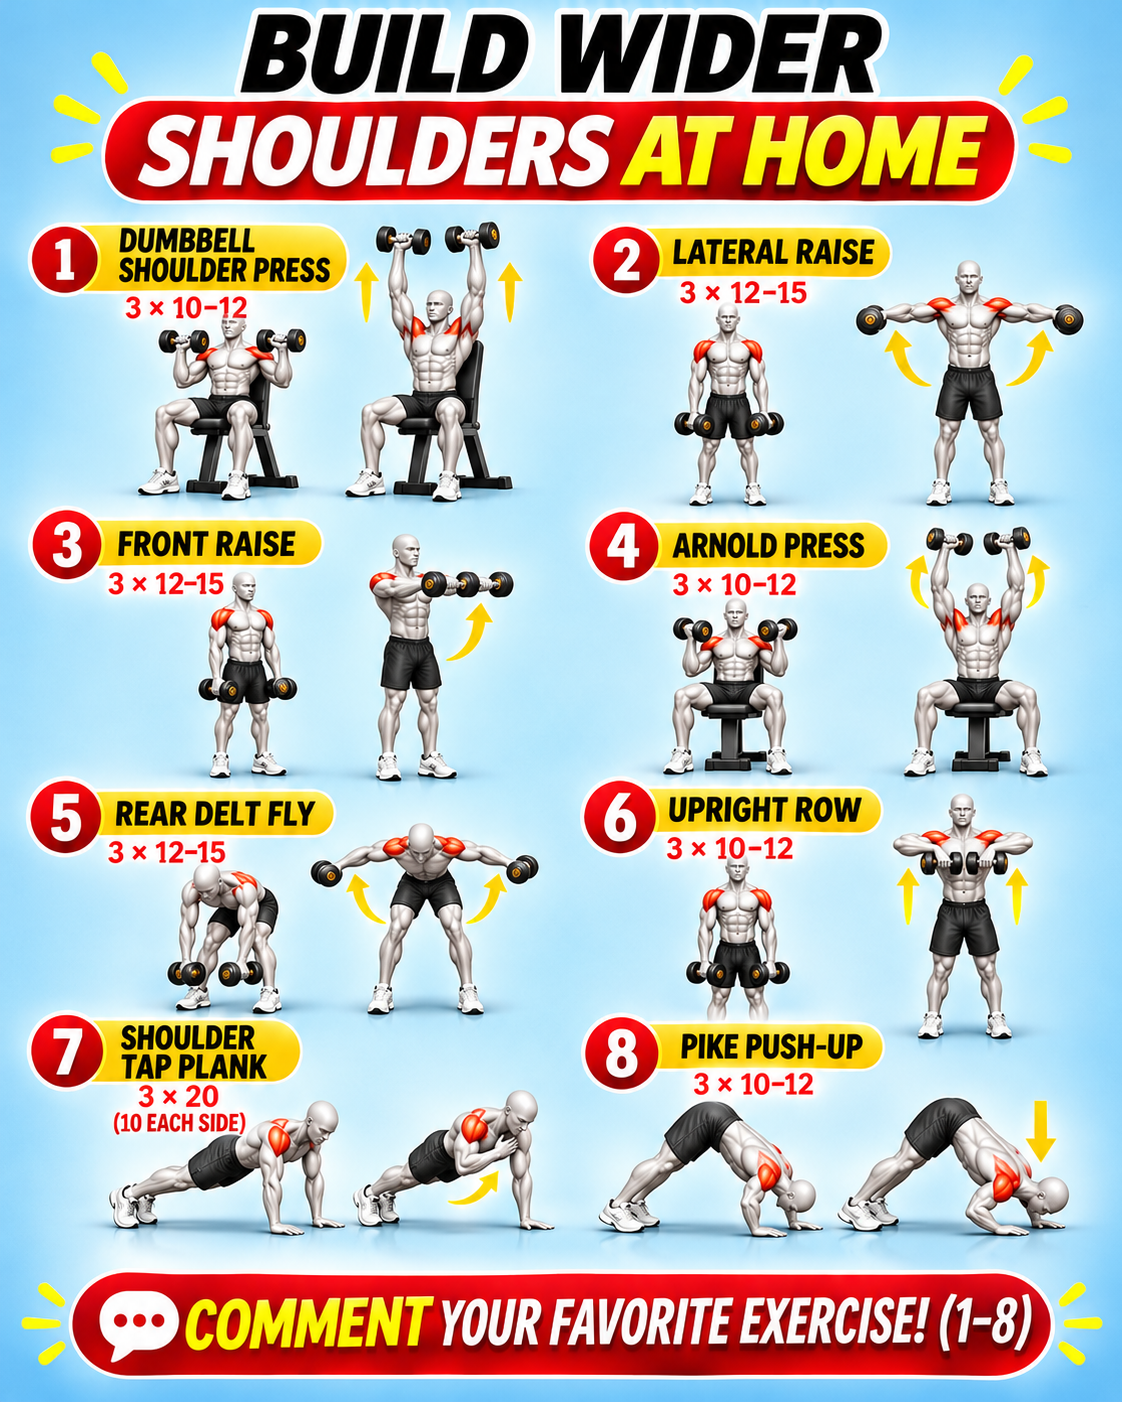 BUILD WIDER
SHOULDERS AT HOME
1
DUMBBELL
SHOULDER PRESS
3 × 10-12
2
LATERAL RAISE
3 × 12-15
3
FRONT RAISE
3 × 12-15
4
ARNOLD PRESS
3 × 10-12
5
REAR DELT FLY
3 × 12-15
6
UPRIGHT ROW
3 × 10-12
7
SHOULDER
TAP PLANK
3 × 20
(10 EACH SIDE)
8
PIKE PUSH-UP
3 × 10-12
COMMENT YOUR FAVORITE EXERCISE! (1-8)